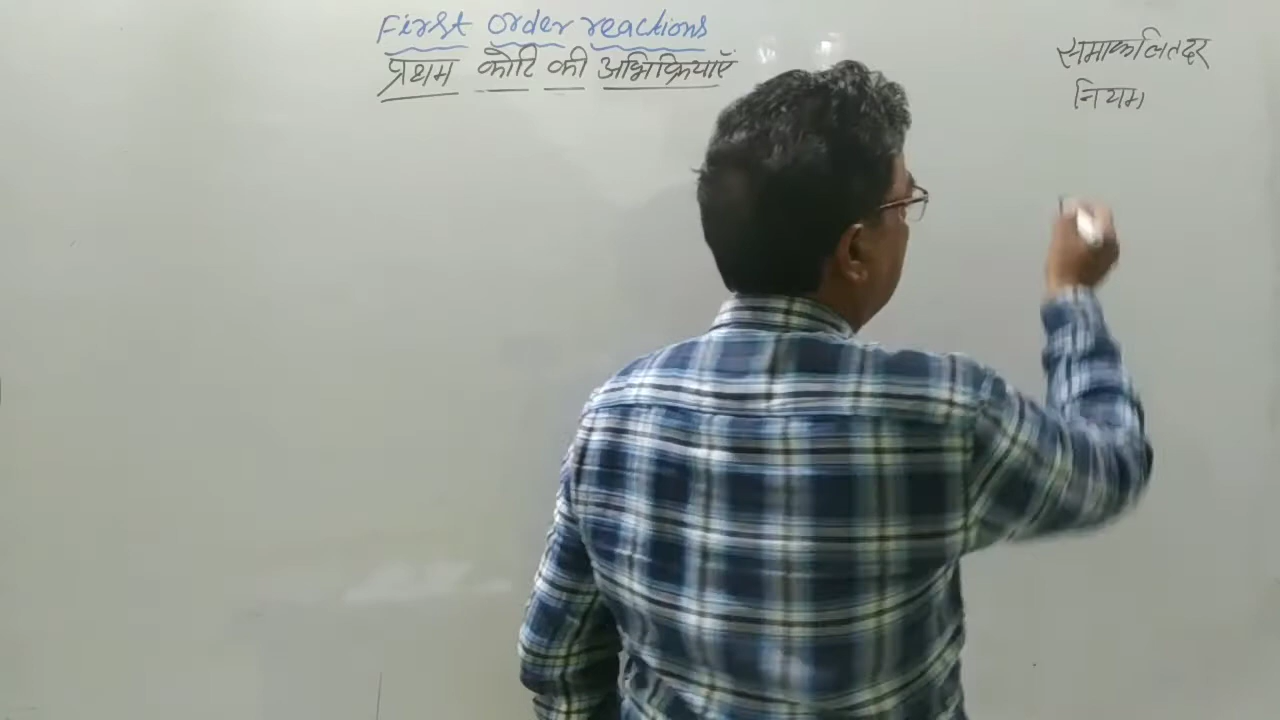 First order reactions
प्रथम कोटि की अभिक्रियाएँ
समाकलित दर
नियम